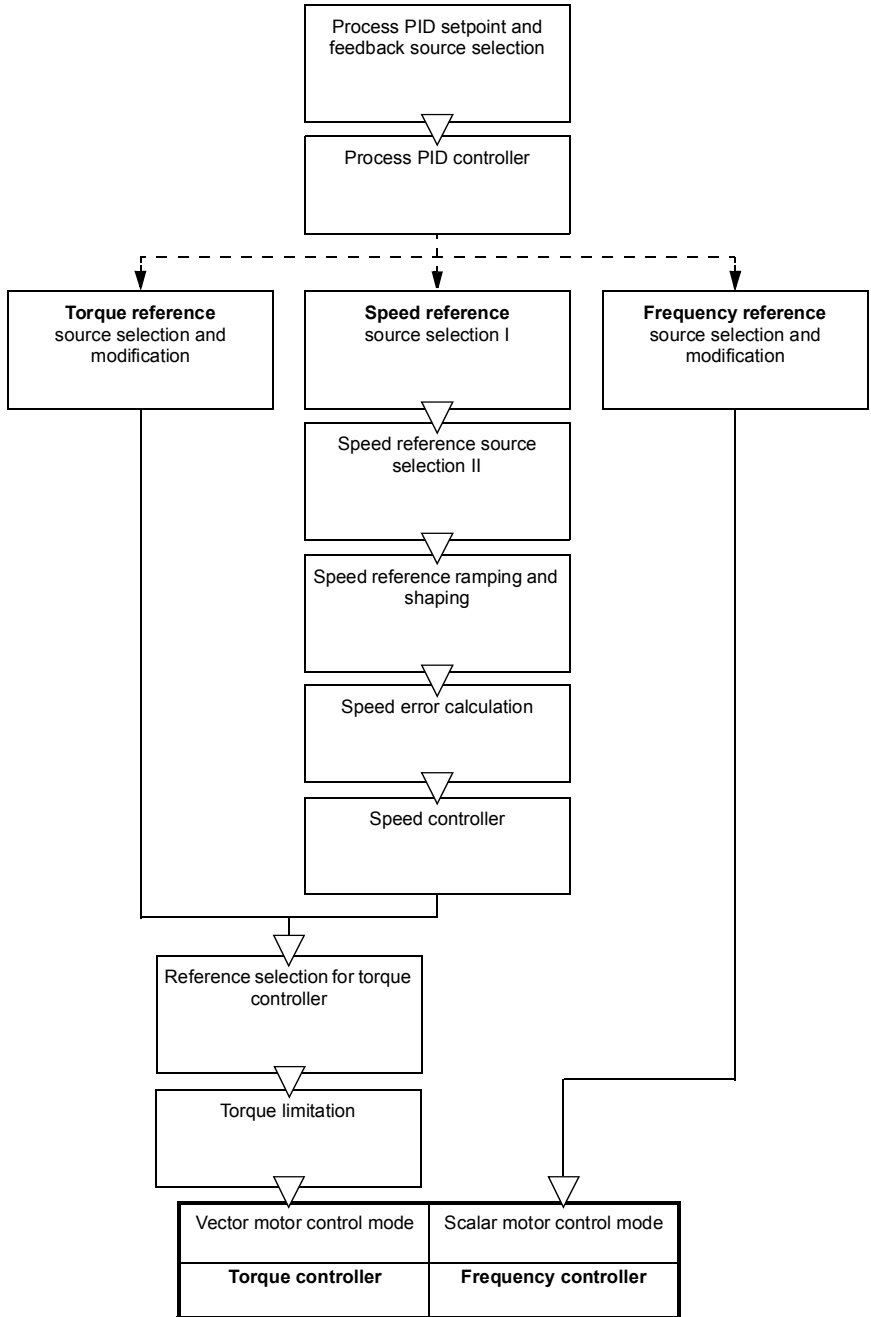 Process PID setpoint and
feedback source selection
Process PID controller
Torque reference
source selection and
modification
Speed reference
source selection I
Frequency reference
source selection and
modification
Speed reference source
selection II
Speed reference ramping and
shaping
Speed error calculation
Speed controller
Reference selection for torque
controller
Torque limitation
Vector motor control mode
Scalar motor control mode
Torque controller
Frequency controller